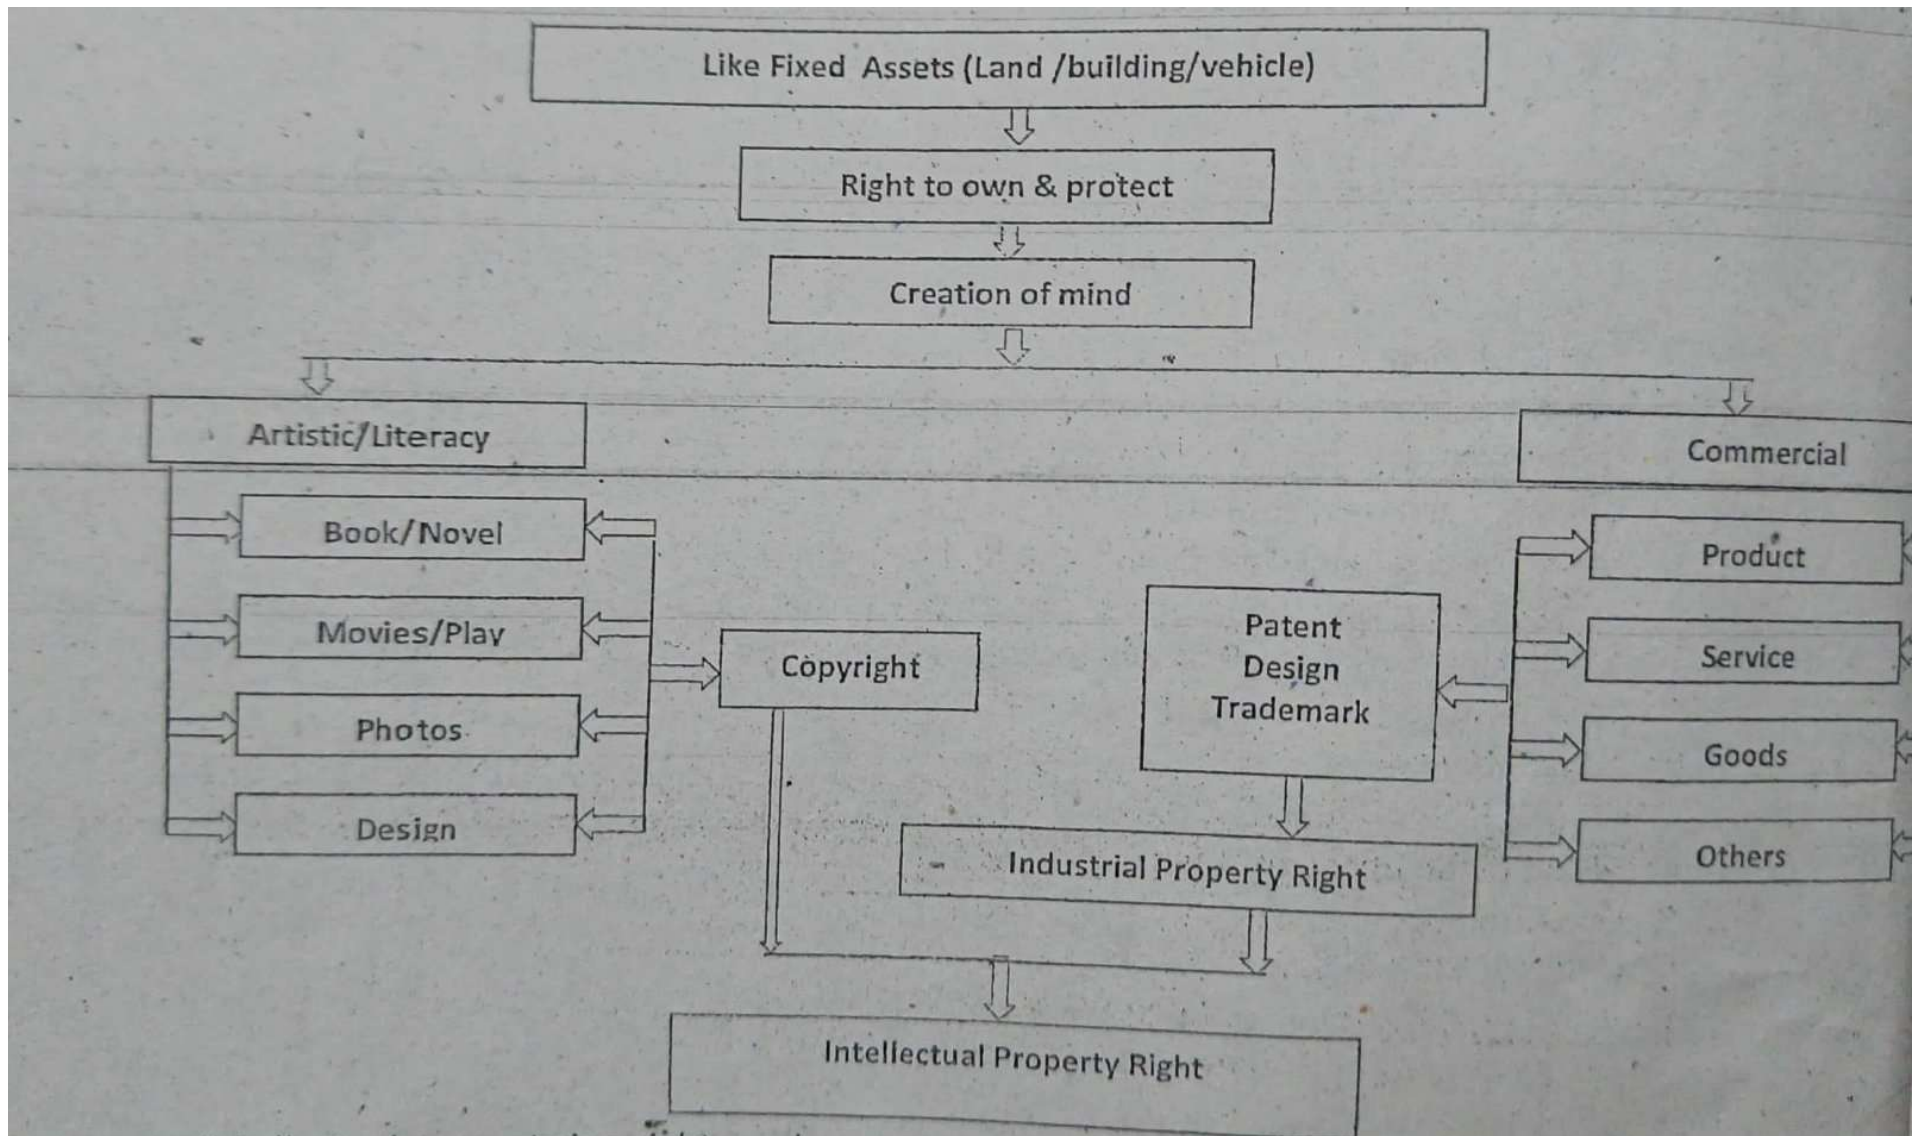 Like Fixed Assets (Land /building/vehicle)
Right to own & protect
Creation of mind
Artistic/Literacy
Commercial
Book/Novel
Movies/Play
Photos
Design
Copyright
Patent
Design
Trademark
Product
Service
Goods
Others
Industrial Property Right
Intellectual Property Right